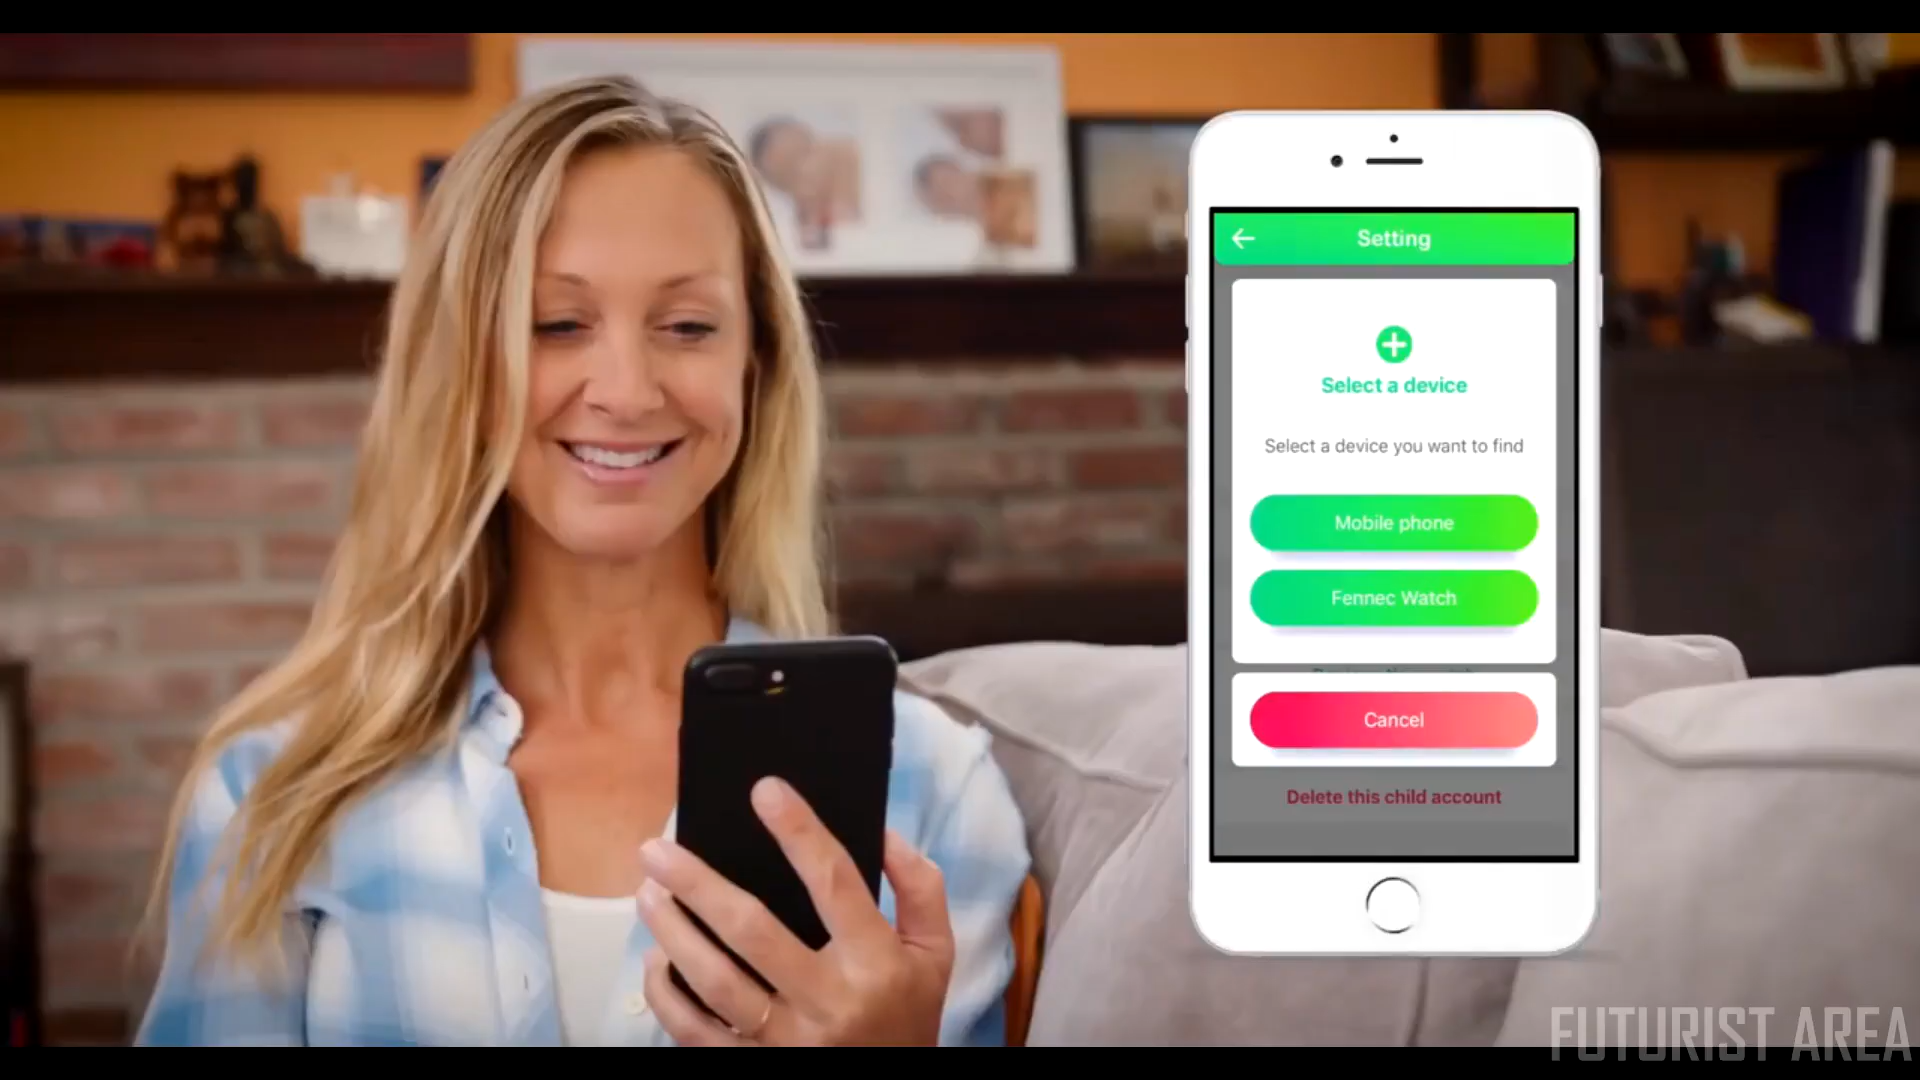 Setting
Select a device
Select a device you want to find
Mobile phone
Fennec Watch
Cancel
Delete this child account
FUTURIST AREA